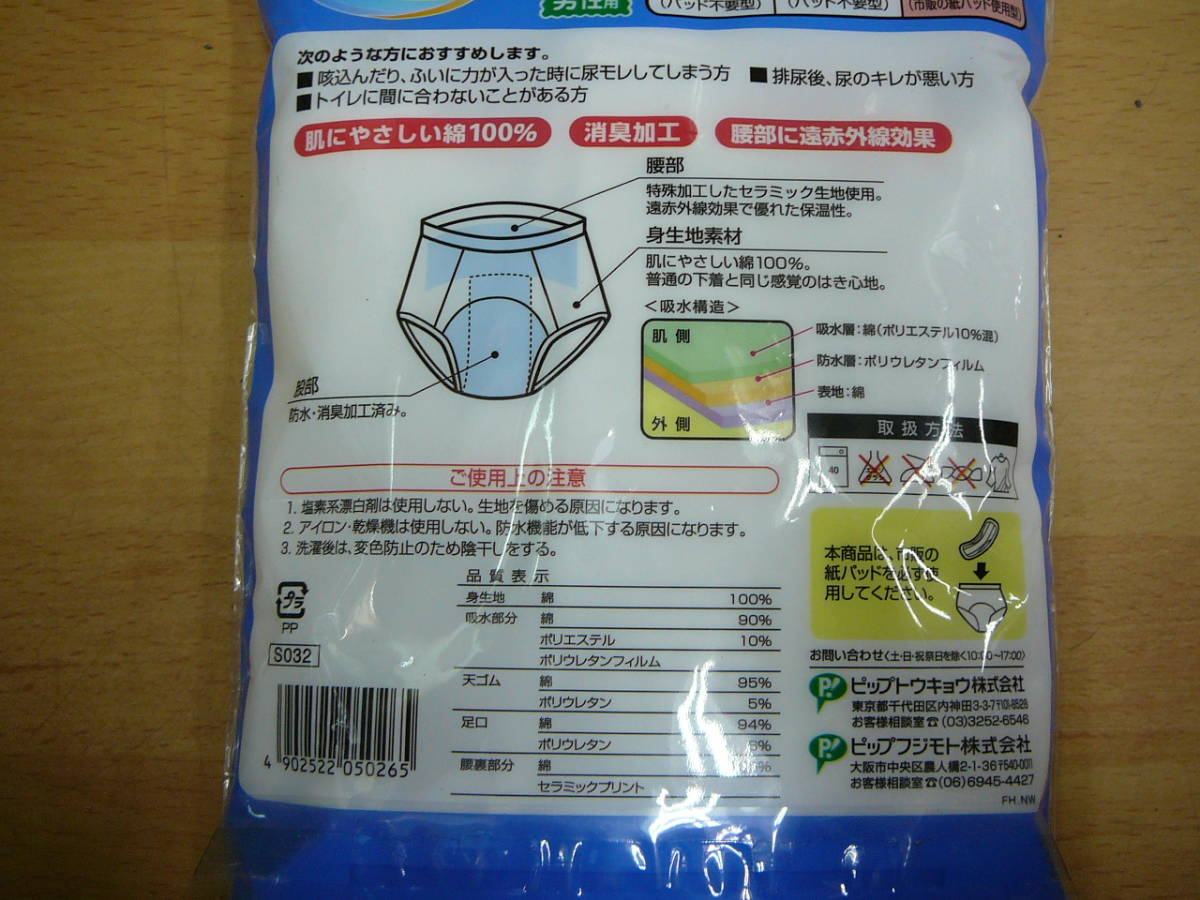 男性用
(パッド不要型)
(パッド不要型)
(市販の紙パッド使用型)
次のような方におすすめします。
■咳込んだり、ふいに力が入った時に尿モレしてしまう方 ■排尿後、尿のキレが悪い方
■トイレに間に合わないことがある方
肌にやさしい綿100% 消臭加工 腰部に遠赤外線効果
腰部
特殊加工したセラミック生地使用。
遠赤外線効果で優れた保温性。
身生地素材
肌にやさしい綿100%。
普通の下着と同じ感覚のはき心地。
股部
防水・消臭加工済み。
<吸水構造>
肌側
外側
吸水層:綿(ポリエステル10%混)
防水層:ポリウレタンフィルム
表地:綿
取扱方法
40
ご使用上の注意
1. 塩素系漂白剤は使用しない。生地を傷める原因になります。
2. アイロン・乾燥機は使用しない。防水機能が低下する原因になります。
3. 洗濯後は、変色防止のため陰干しをする。
本商品は、市販の
紙パッドを必ず使
用してください。
プラ
PP
S032
4 902522 050265
品質表示
身生地 綿 100%
吸水部分 綿 90%
ポリエステル 10%
ポリウレタンフィルム
天ゴム 綿 95%
ポリウレタン 5%
足口 綿 94%
ポリウレタン 6%
腰裏部分 綿
セラミックプリント
お問い合わせ〈土・日・祝祭日を除く10:00~17:00〉
P! ピップトウキョウ株式会社
東京都千代田区内神田3-3-7〒101-8528
お客様相談室☎(03)3252-6546
P! ピップフジモト株式会社
大阪市中央区農人橋2-1-36〒540-0011
お客様相談室☎(06)6945-4427
FH.NW